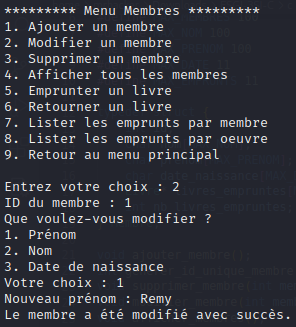 ********* Menu Membres *********
1. Ajouter un membre
2. Modifier un membre
3. Supprimer un membre
4. Afficher tous les membres
5. Emprunter un livre
6. Retourner un livre
7. Lister les emprunts par membre
8. Lister les emprunts par oeuvre
9. Retour au menu principal

Entrez votre choix : 2
ID du membre : 1
Que voulez-vous modifier ?
1. Prénom
2. Nom
3. Date de naissance
Votre choix : 1
Nouveau prénom : Remy
Le membre a été modifié avec succès.